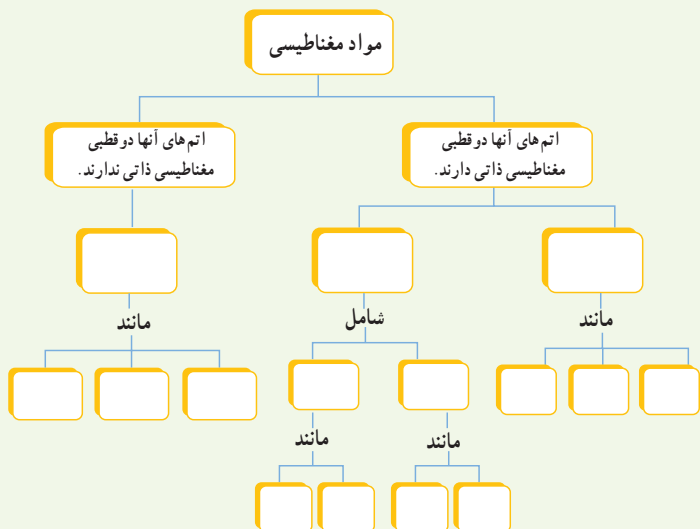 مواد مغناطیسی
اتم‌های آنها دوقطبی
مغناطیسی ذاتی دارند.
اتم‌های آنها دوقطبی
مغناطیسی ذاتی ندارند.
مانند
شامل
مانند
مانند
مانند